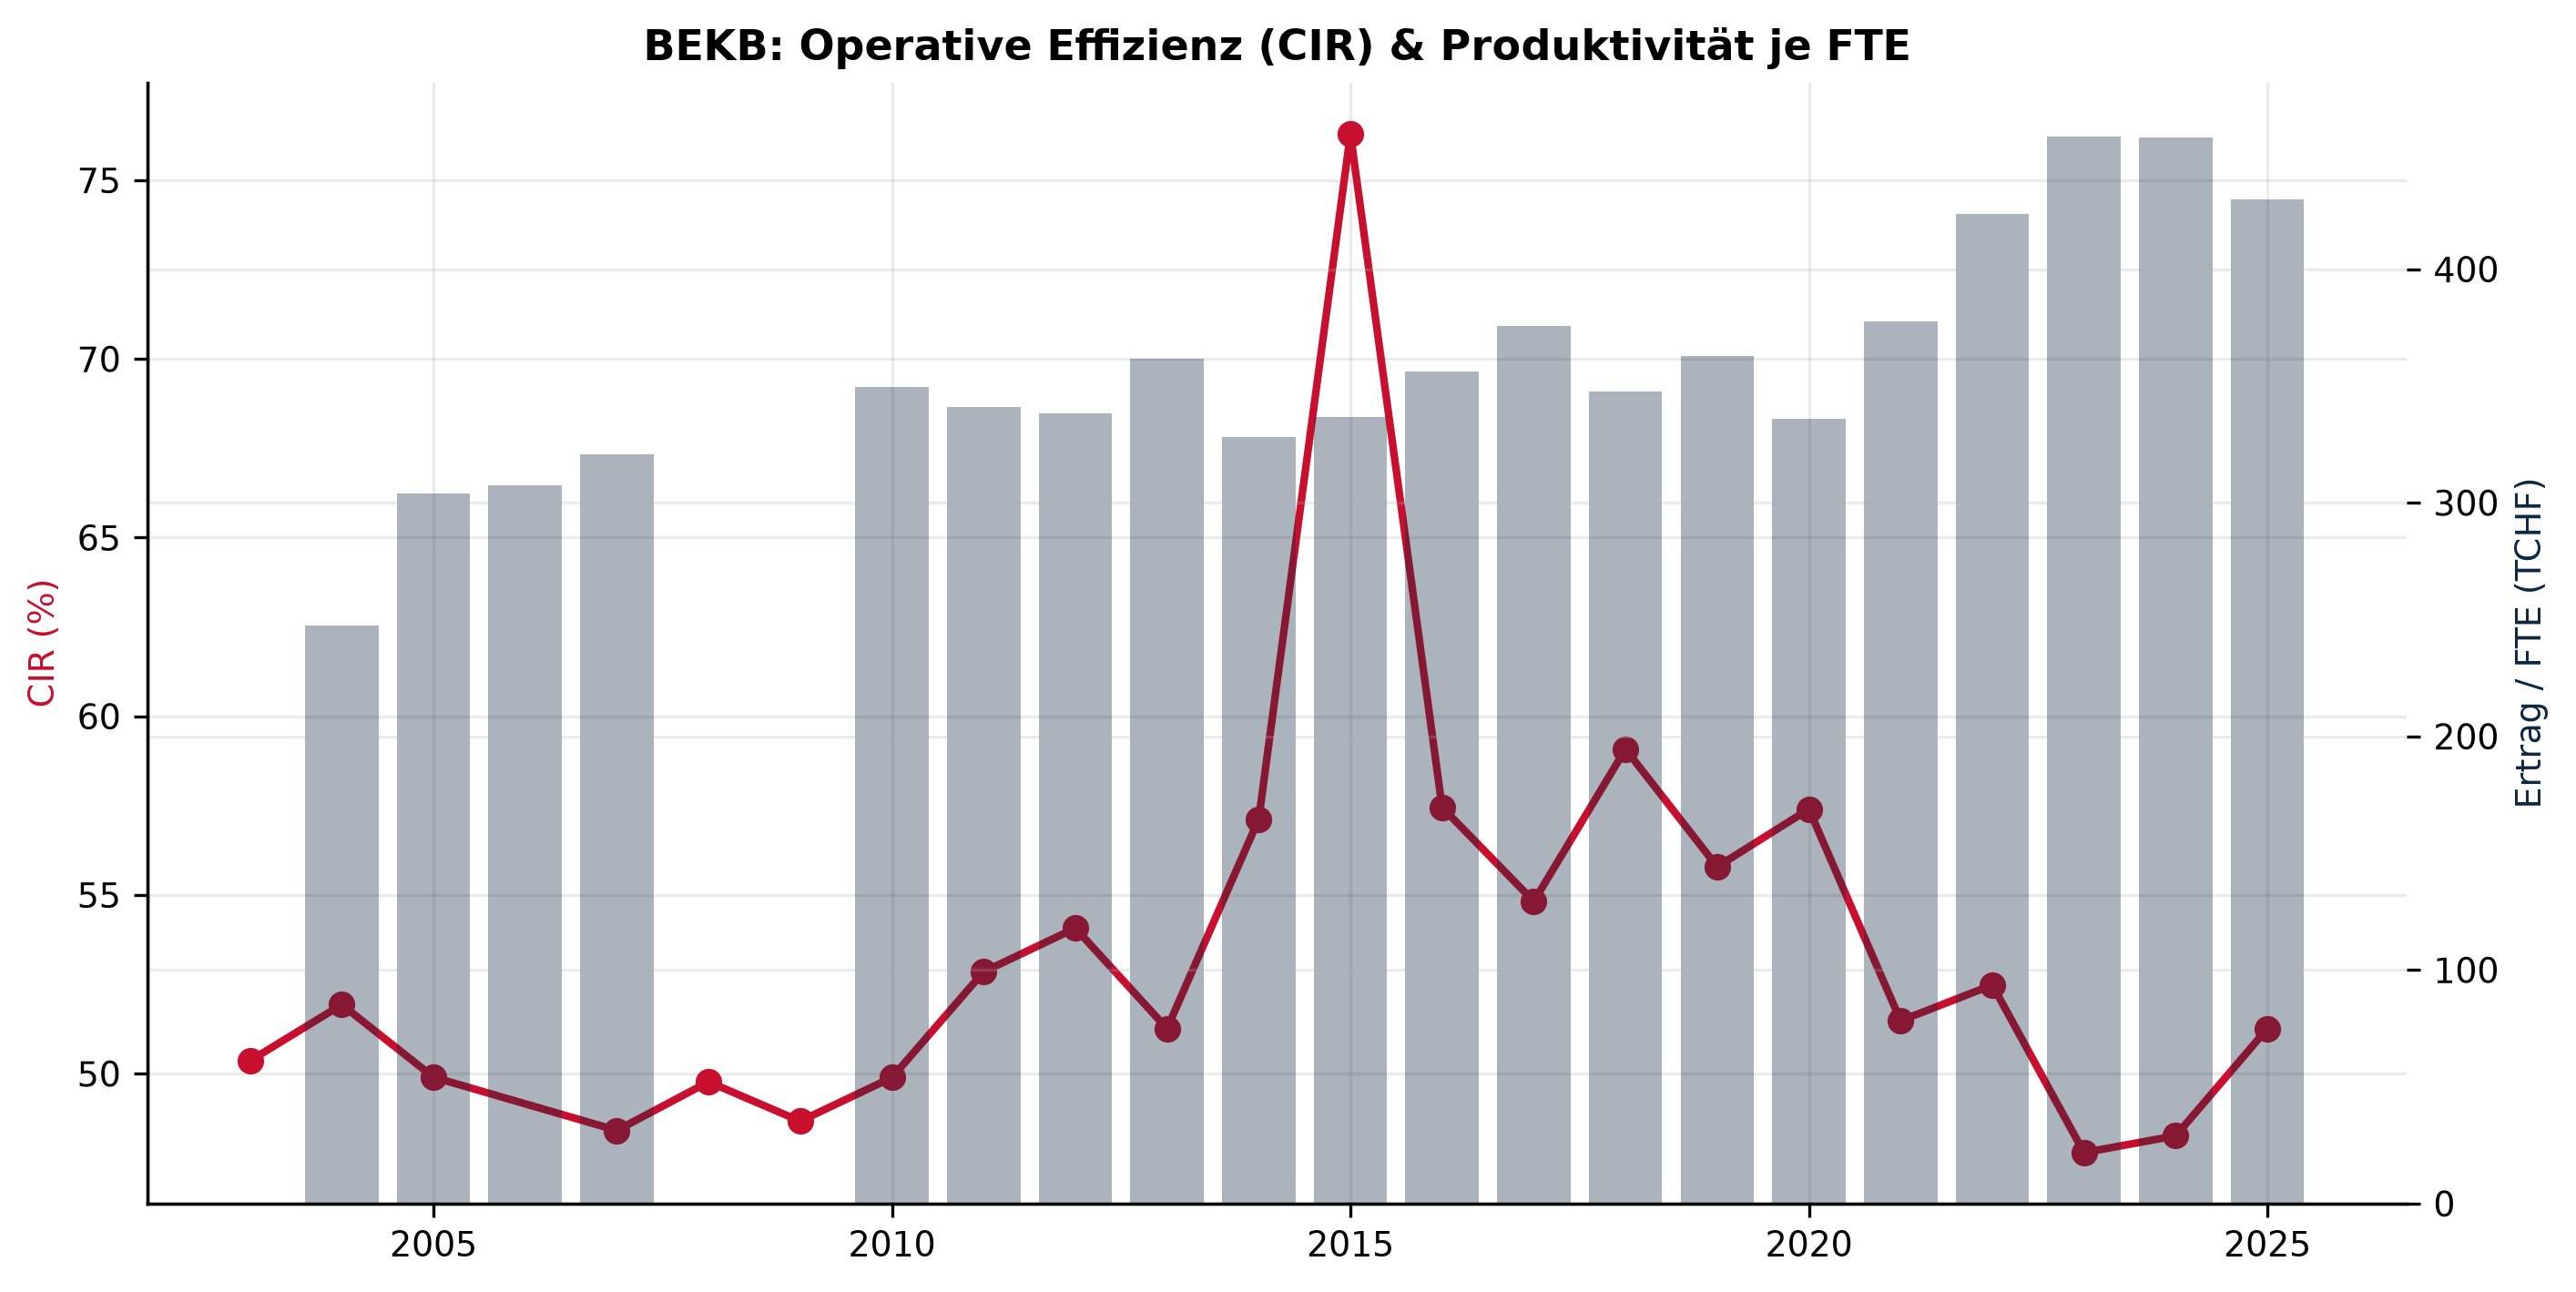 BEKB: Operative Effizienz (CIR) & Produktivität je FTE
CIR (%)
75
70
65
60
55
50
400
300
200
100
0
Ertrag / FTE (TCHF)
2005 2010 2015 2020 2025